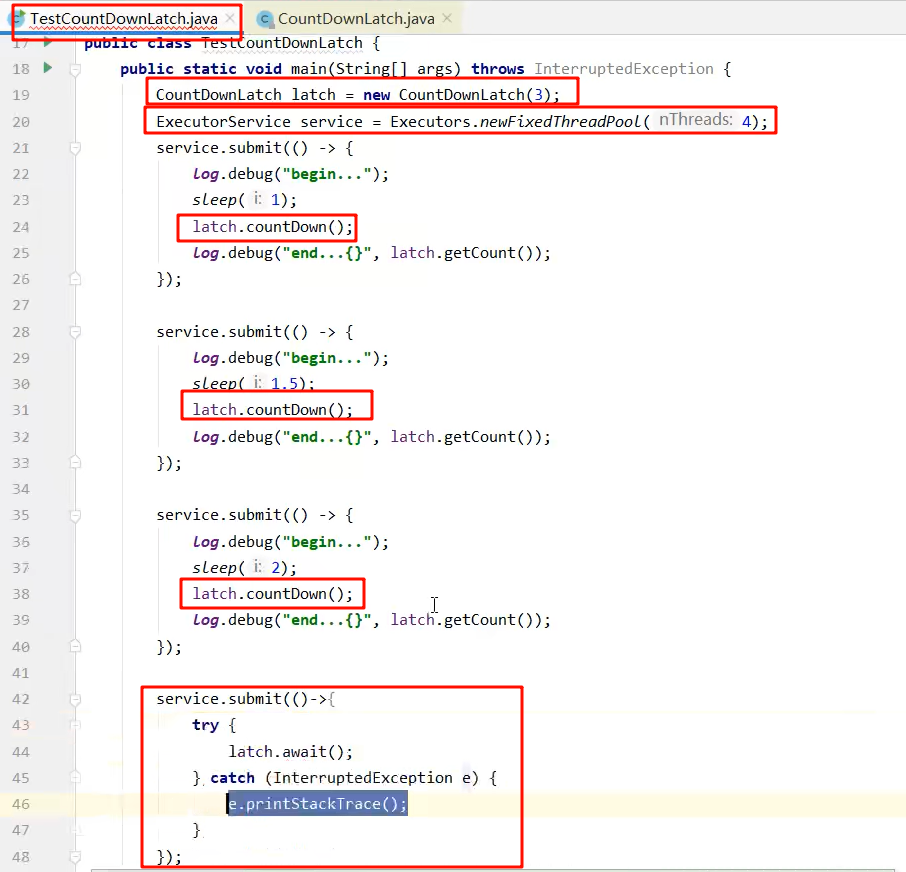 TestCountDownLatch.java × CountDownLatch.java ×
17 public class TestCountDownLatch {
18 public static void main(String[] args) throws InterruptedException {
19 CountDownLatch latch = new CountDownLatch(3);
20 ExecutorService service = Executors.newFixedThreadPool( nThreads: 4);
21 service.submit(() -> {
22 log.debug("begin...");
23 sleep( i: 1);
24 latch.countDown();
25 log.debug("end...{}", latch.getCount());
26 });
27
28 service.submit(() -> {
29 log.debug("begin...");
30 sleep( i: 1.5);
31 latch.countDown();
32 log.debug("end...{}", latch.getCount());
33 });
34
35 service.submit(() -> {
36 log.debug("begin...");
37 sleep( i: 2);
38 latch.countDown();
39 log.debug("end...{}", latch.getCount());
40 });
41
42 service.submit(()->{
43 try {
44 latch.await();
45 } catch (InterruptedException e) {
46 e.printStackTrace();
47 }
48 });